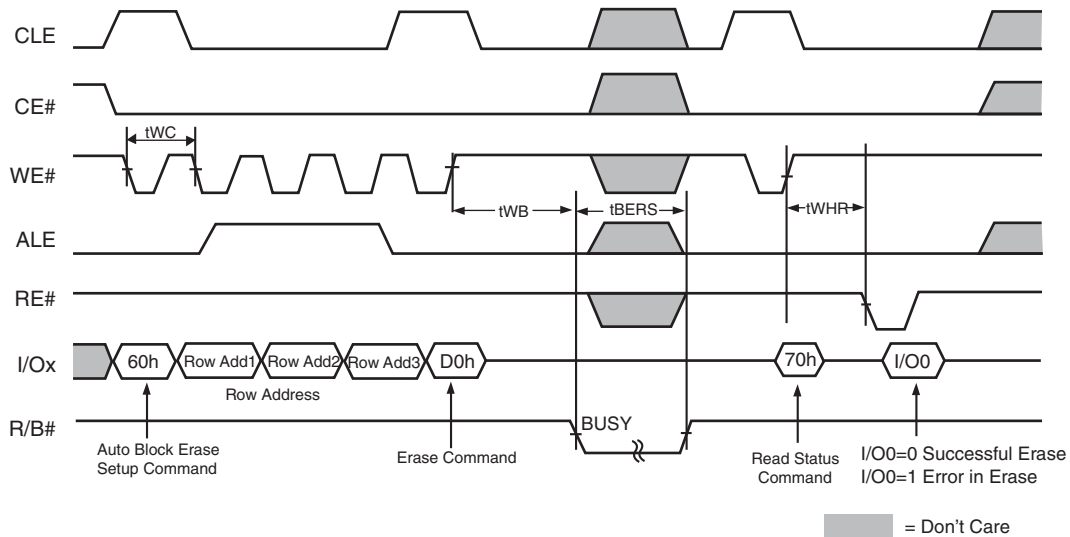 CLE
CE#
tWC
WE#
tWB
tBERS
tWHR
ALE
RE#
I/Ox
60h
Row Add1
Row Add2
Row Add3
D0h
70h
I/O0
Row Address
R/B#
BUSY
Auto Block Erase
Setup Command
Erase Command
Read Status
Command
I/O0=0 Successful Erase
I/O0=1 Error in Erase
= Don't Care